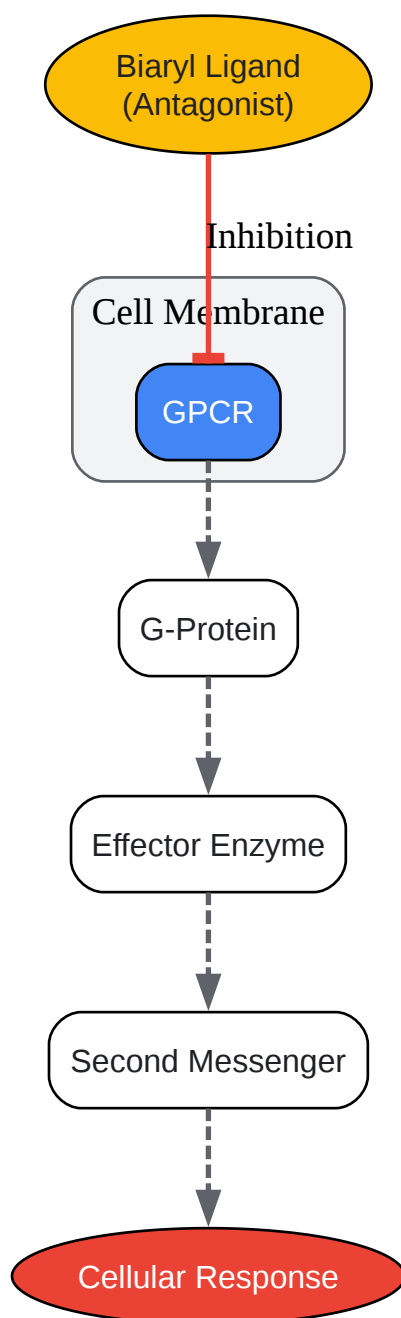 Biaryl Ligand
(Antagonist)
Inhibition
Cell Membrane
GPCR
G-Protein
Effector Enzyme
Second Messenger
Cellular Response